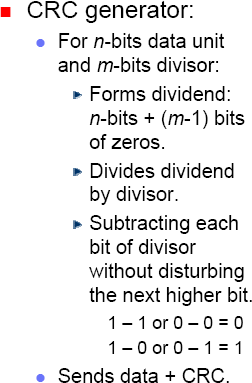 CRC generator:
For n-bits data unit
and m-bits divisor:
Forms dividend:
n-bits + (m-1) bits
of zeros.
Divides dividend
by divisor.
Subtracting each
bit of divisor
without disturbing
the next higher bit.
1 – 1 or 0 – 0 = 0
1 – 0 or 0 – 1 = 1
Sends data + CRC.